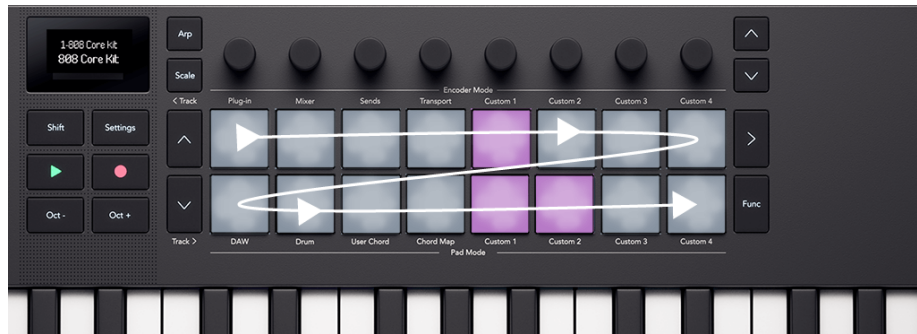 1-808 Core Kit
808 Core Kit
Arp
Scale
Encoder Mode
< Track Plug-in Mixer Sends Transport Custom 1 Custom 2 Custom 3 Custom 4
Shift Settings
Oct - Oct +
Func
Track > DAW Drum User Chord Chord Map Custom 1 Custom 2 Custom 3 Custom 4
Pad Mode